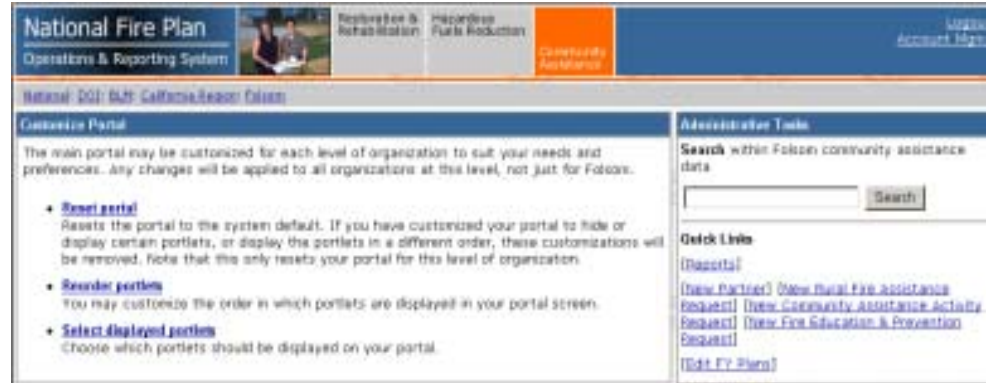 National Fire Plan
Operations & Reporting System
Restoration &
Rehabilitation
Hazardous
Fuels Reduction
Community
Assistance
Logout
Account Mgmt
National: DOI: BLM: California Region: Folsom
Customize Portal
The main portal may be customized for each level of organization to suit your needs and
preferences. Any changes will be applied to all organizations at this level, not just for Folsom.
• Reset portal
Resets the portal to the system default. If you have customized your portal to hide or
display certain portlets, or display the portlets in a different order, these customizations will
be removed. Note that this only resets your portal for this level of organization.
• Reorder portlets
You may customize the order in which portlets are displayed in your portal screen.
• Select displayed portlets
Choose which portlets should be displayed on your portal.
Administrative Tasks
Search within Folsom community assistance
data
Search
Quick Links
[Reports]
[New Partner] [New Rural Fire Assistance
Request] [New Community Assistance Activity
Request] [New Fire Education & Prevention
Request]
[Edit FY Plans]